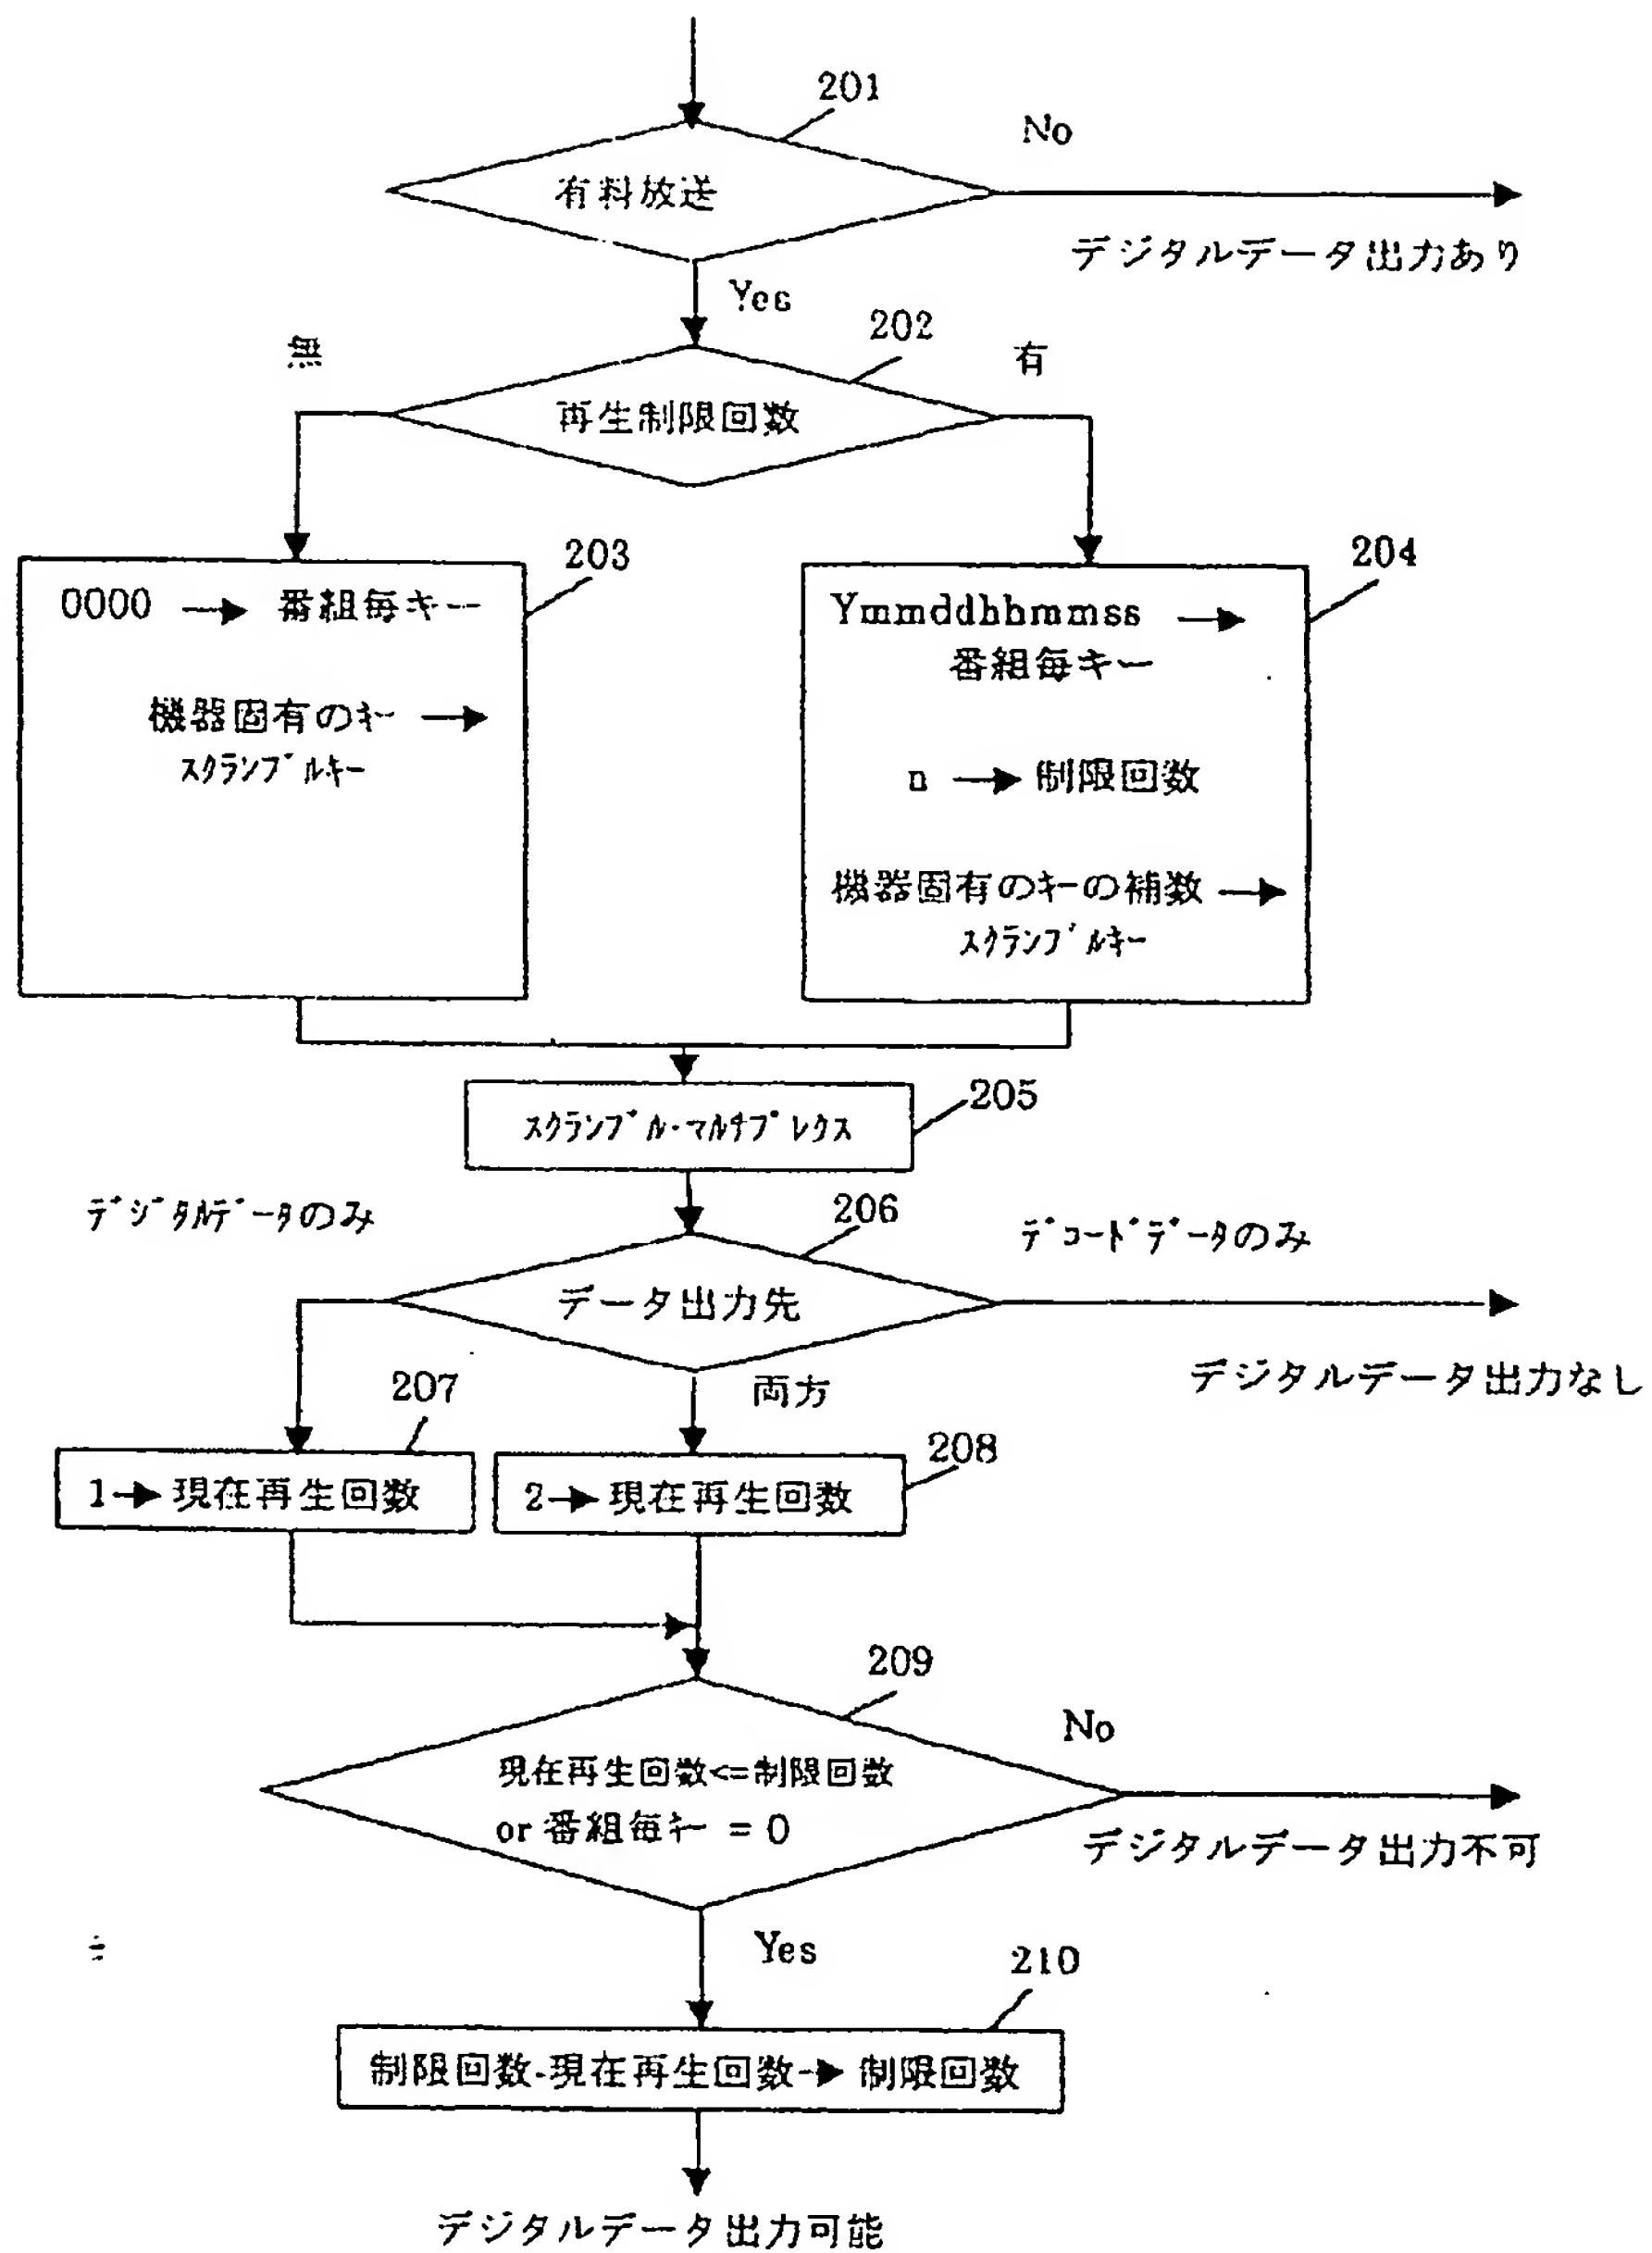 201
No
有料放送
デジタルデータ出力あり
Yes
202
無
有
再生制限回数
203
0000 → 番組毎キー
機器固有のキー →
スクランブルキー
204
Ymmddhhmmss →
番組毎キー
n → 制限回数
機器固有のキーの補数 →
スクランブルキー
205
スクランブル・マルチプレクス
デジタルデータのみ
206
デコードデータのみ
データ出力先
デジタルデータ出力なし
207
両方
208
1→現在再生回数
2→現在再生回数
209
No
現在再生回数<=制限回数
or 番組毎キー = 0
デジタルデータ出力不可
Yes
210
制限回数-現在再生回数→ 制限回数
デジタルデータ出力可能